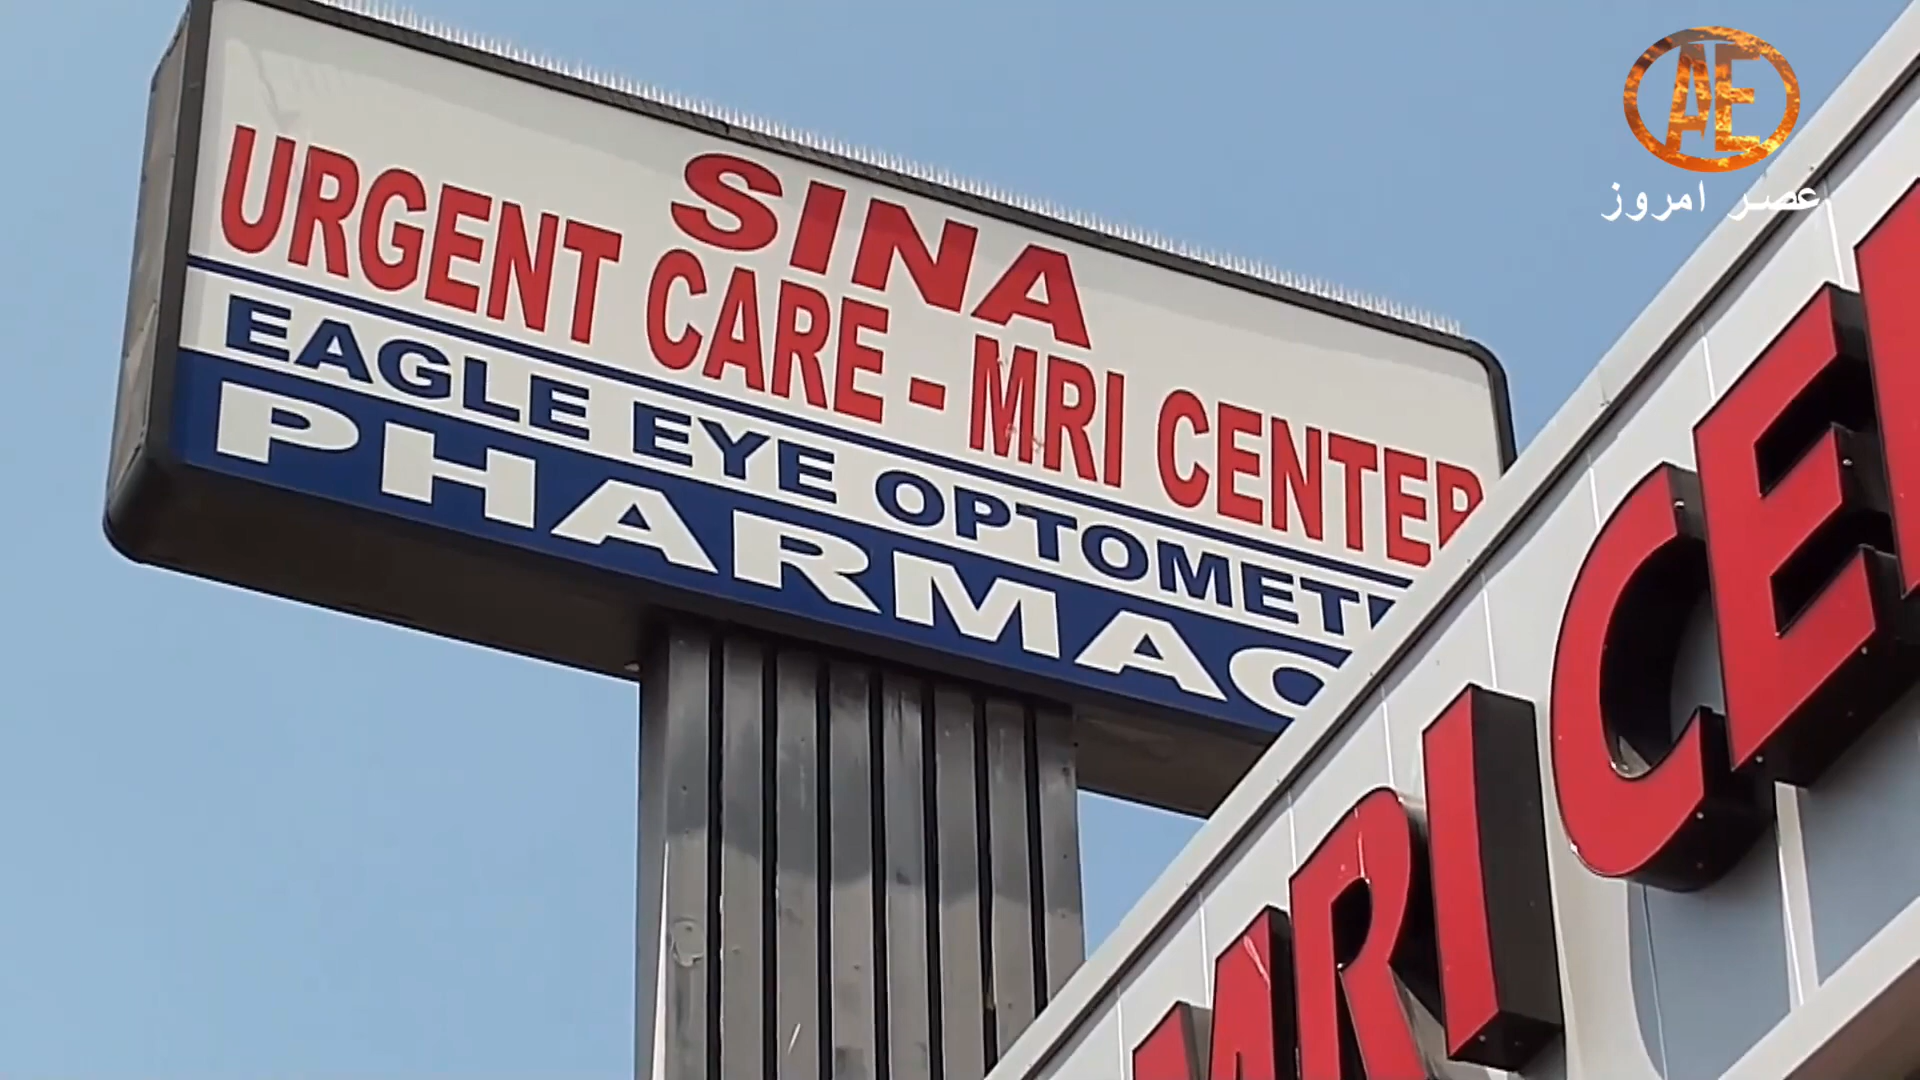 SINA
URGENT CARE - MRI CENTER
EAGLE EYE OPTOMET
PHARMAC
MRI CE
AE
عصر امروز